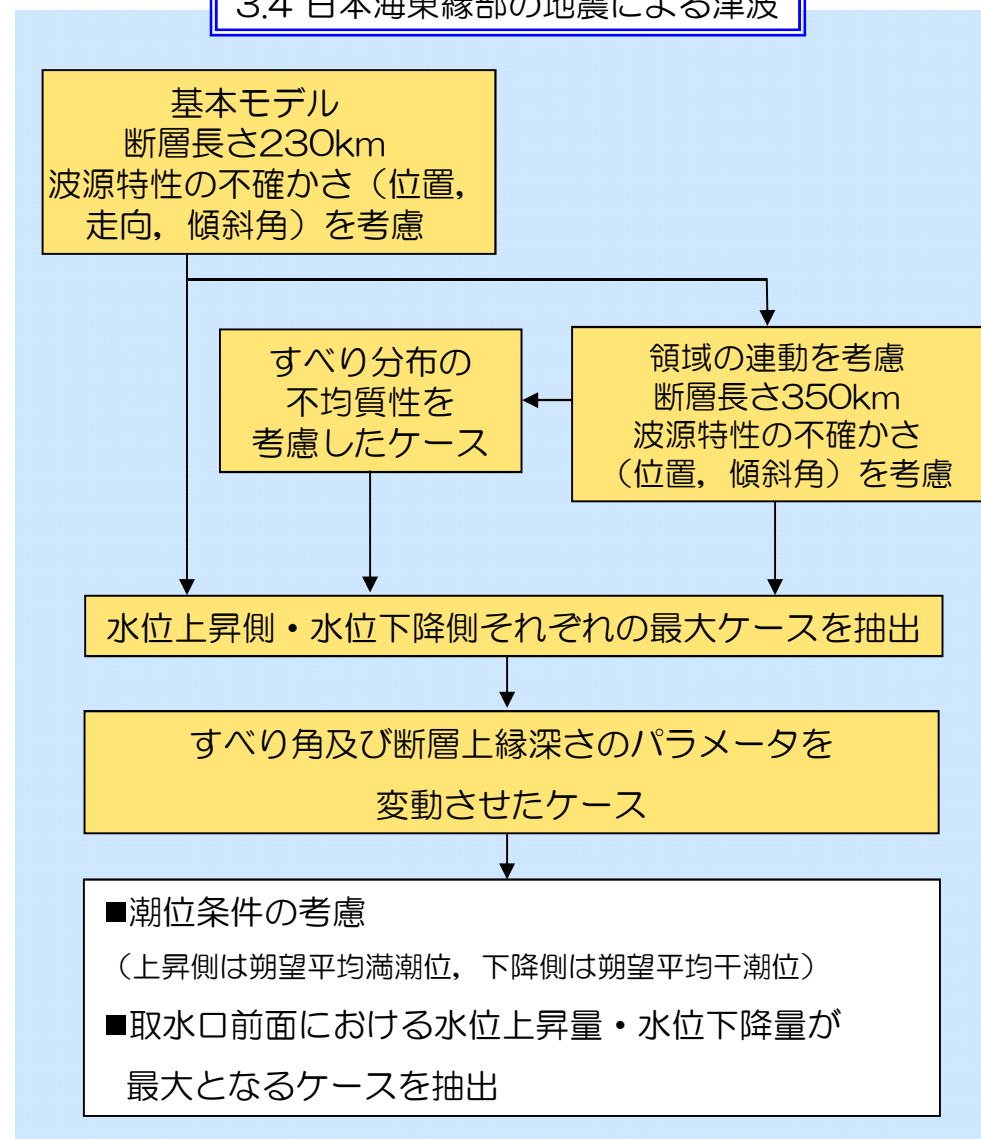 3.4 日本海東縁部の地震による津波
基本モデル
断層長さ230km
波源特性の不確かさ（位置，
走向，傾斜角）を考慮
すべり分布の
不均質性を
考慮したケース
領域の連動を考慮
断層長さ350km
波源特性の不確かさ
（位置，傾斜角）を考慮
水位上昇側・水位下降側それぞれの最大ケースを抽出
すべり角及び断層上縁深さのパラメータを
変動させたケース
■潮位条件の考慮
（上昇側は朔望平均満潮位，下降側は朔望平均干潮位）
■取水口前面における水位上昇量・水位下降量が
最大となるケースを抽出